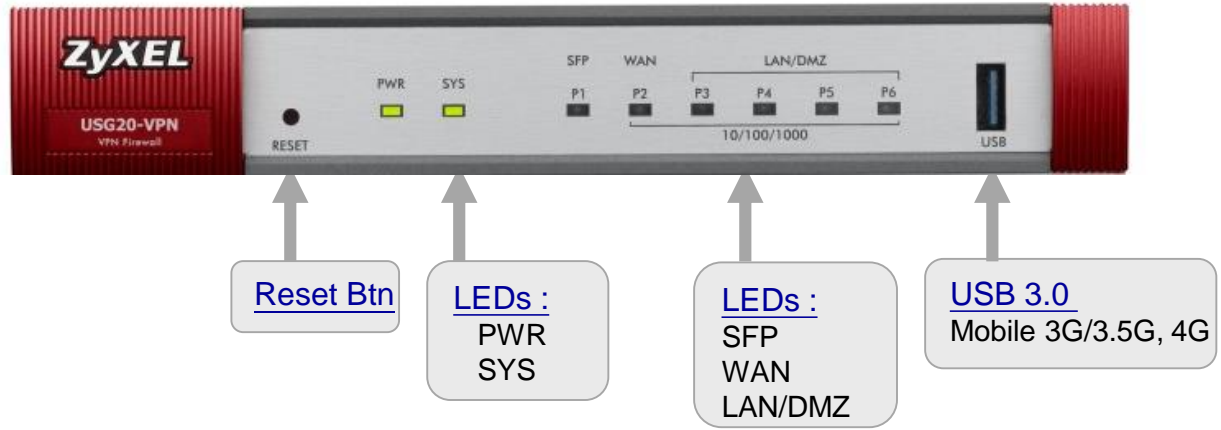 ZyXEL
USG20-VPN
VPN Firewall
RESET
PWR SYS
SFP WAN LAN/DMZ
P1 P2 P3 P4 P5 P6
10/100/1000
USB
Reset Btn
LEDs :
PWR
SYS
LEDs :
SFP
WAN
LAN/DMZ
USB 3.0
Mobile 3G/3.5G, 4G